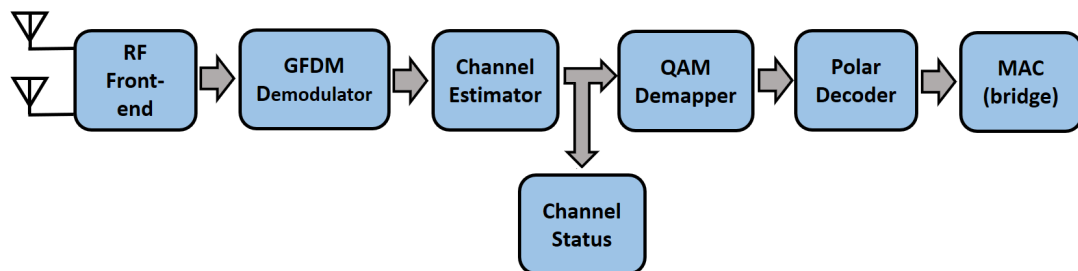 RF
Front-
end
GFDM
Demodulator
Channel
Estimator
QAM
Demapper
Polar
Decoder
MAC
(bridge)
Channel
Status